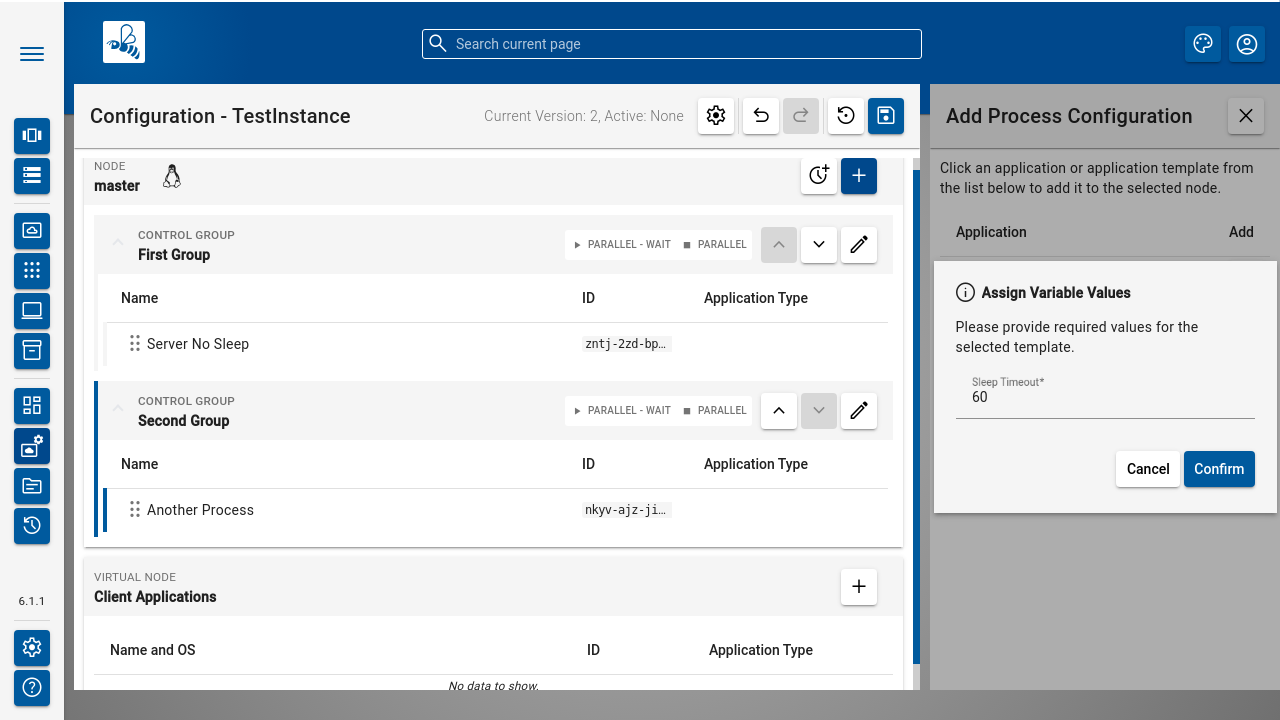 Search current page
Configuration - TestInstance
Current Version: 2, Active: None
NODE
master
CONTROL GROUP
First Group
PARALLEL - WAIT
PARALLEL
Name
ID
Application Type
Server No Sleep
zntj-2zd-bp…
CONTROL GROUP
Second Group
PARALLEL - WAIT
PARALLEL
Name
ID
Application Type
Another Process
nkyv-ajz-ji…
VIRTUAL NODE
Client Applications
Name and OS
ID
Application Type
No data to show.
Add Process Configuration
Click an application or application template from
the list below to add it to the selected node.
Application
Add
Assign Variable Values
Please provide required values for the
selected template.
Sleep Timeout*
60
Cancel
Confirm
6.1.1